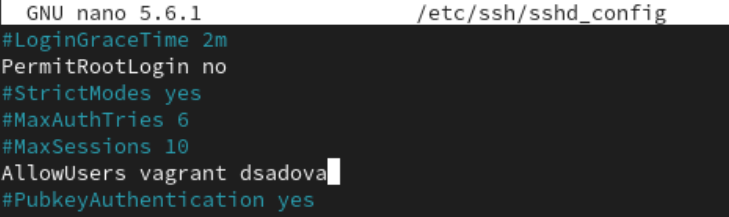 GNU nano 5.6.1 /etc/ssh/sshd_config
#LoginGraceTime 2m
PermitRootLogin no
#StrictModes yes
#MaxAuthTries 6
#MaxSessions 10
AllowUsers vagrant dsadova
#PubkeyAuthentication yes